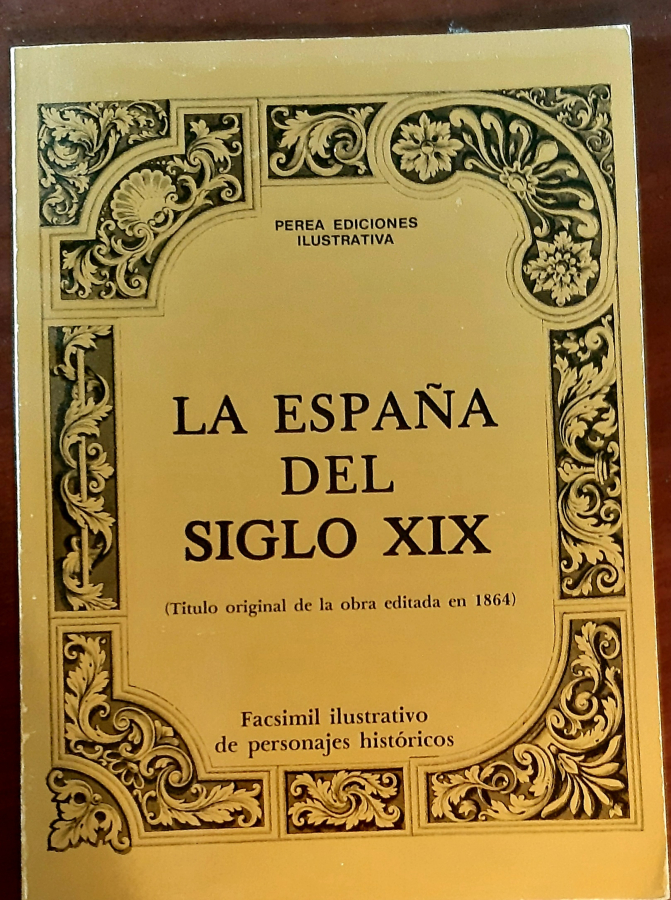 PEREA EDICIONES
ILUSTRATIVA
LA ESPAÑA
DEL
SIGLO XIX
(Titulo original de la obra editada en 1864)
Facsimil ilustrativo
de personajes históricos